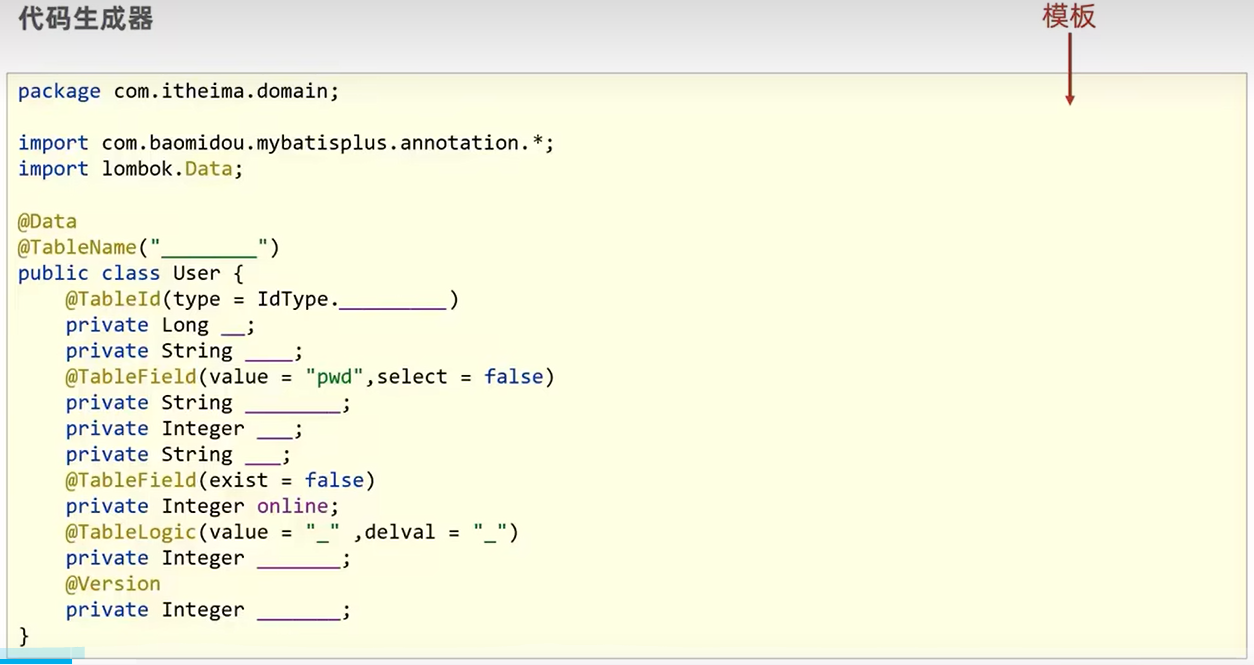 代码生成器
模板
package com.itheima.domain;
import com.baomidou.mybatisplus.annotation.*;
import lombok.Data;
@Data
@TableName("________")
public class User {
    @TableId(type = IdType._________)
    private Long __;
    private String ____;
    @TableField(value = "pwd",select = false)
    private String ________;
    private Integer ___;
    private String ___;
    @TableField(exist = false)
    private Integer online;
    @TableLogic(value = "_" ,delval = "_")
    private Integer _______;
    @Version
    private Integer _______;
}